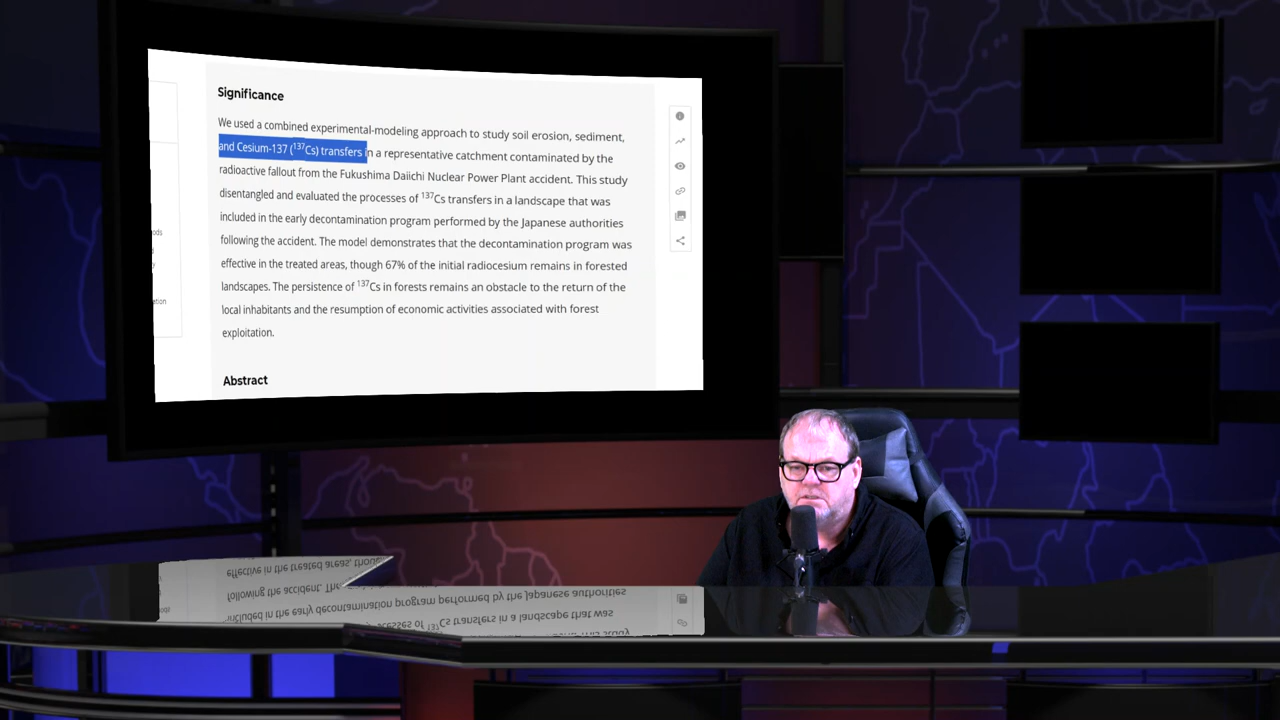 Significance
We used a combined experimental-modeling approach to study soil erosion, sediment,
and Cesium-137 (¹³⁷Cs) transfers in a representative catchment contaminated by the
radioactive fallout from the Fukushima Daiichi Nuclear Power Plant accident. This study
disentangled and evaluated the processes of ¹³⁷Cs transfers in a landscape that was
included in the early decontamination program performed by the Japanese authorities
following the accident. The model demonstrates that the decontamination program was
effective in the treated areas, though 67% of the initial radiocesium remains in forested
landscapes. The persistence of ¹³⁷Cs in forests remains an obstacle to the return of the
local inhabitants and the resumption of economic activities associated with forest
exploitation.
Abstract